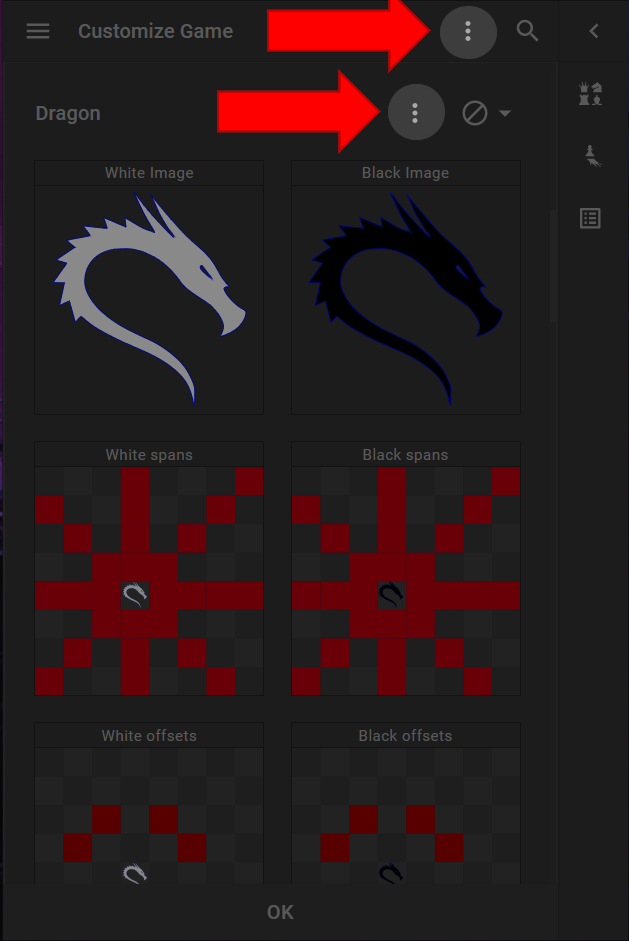 Customize Game
Dragon
White Image
Black Image
White spans
Black spans
White offsets
Black offsets
OK